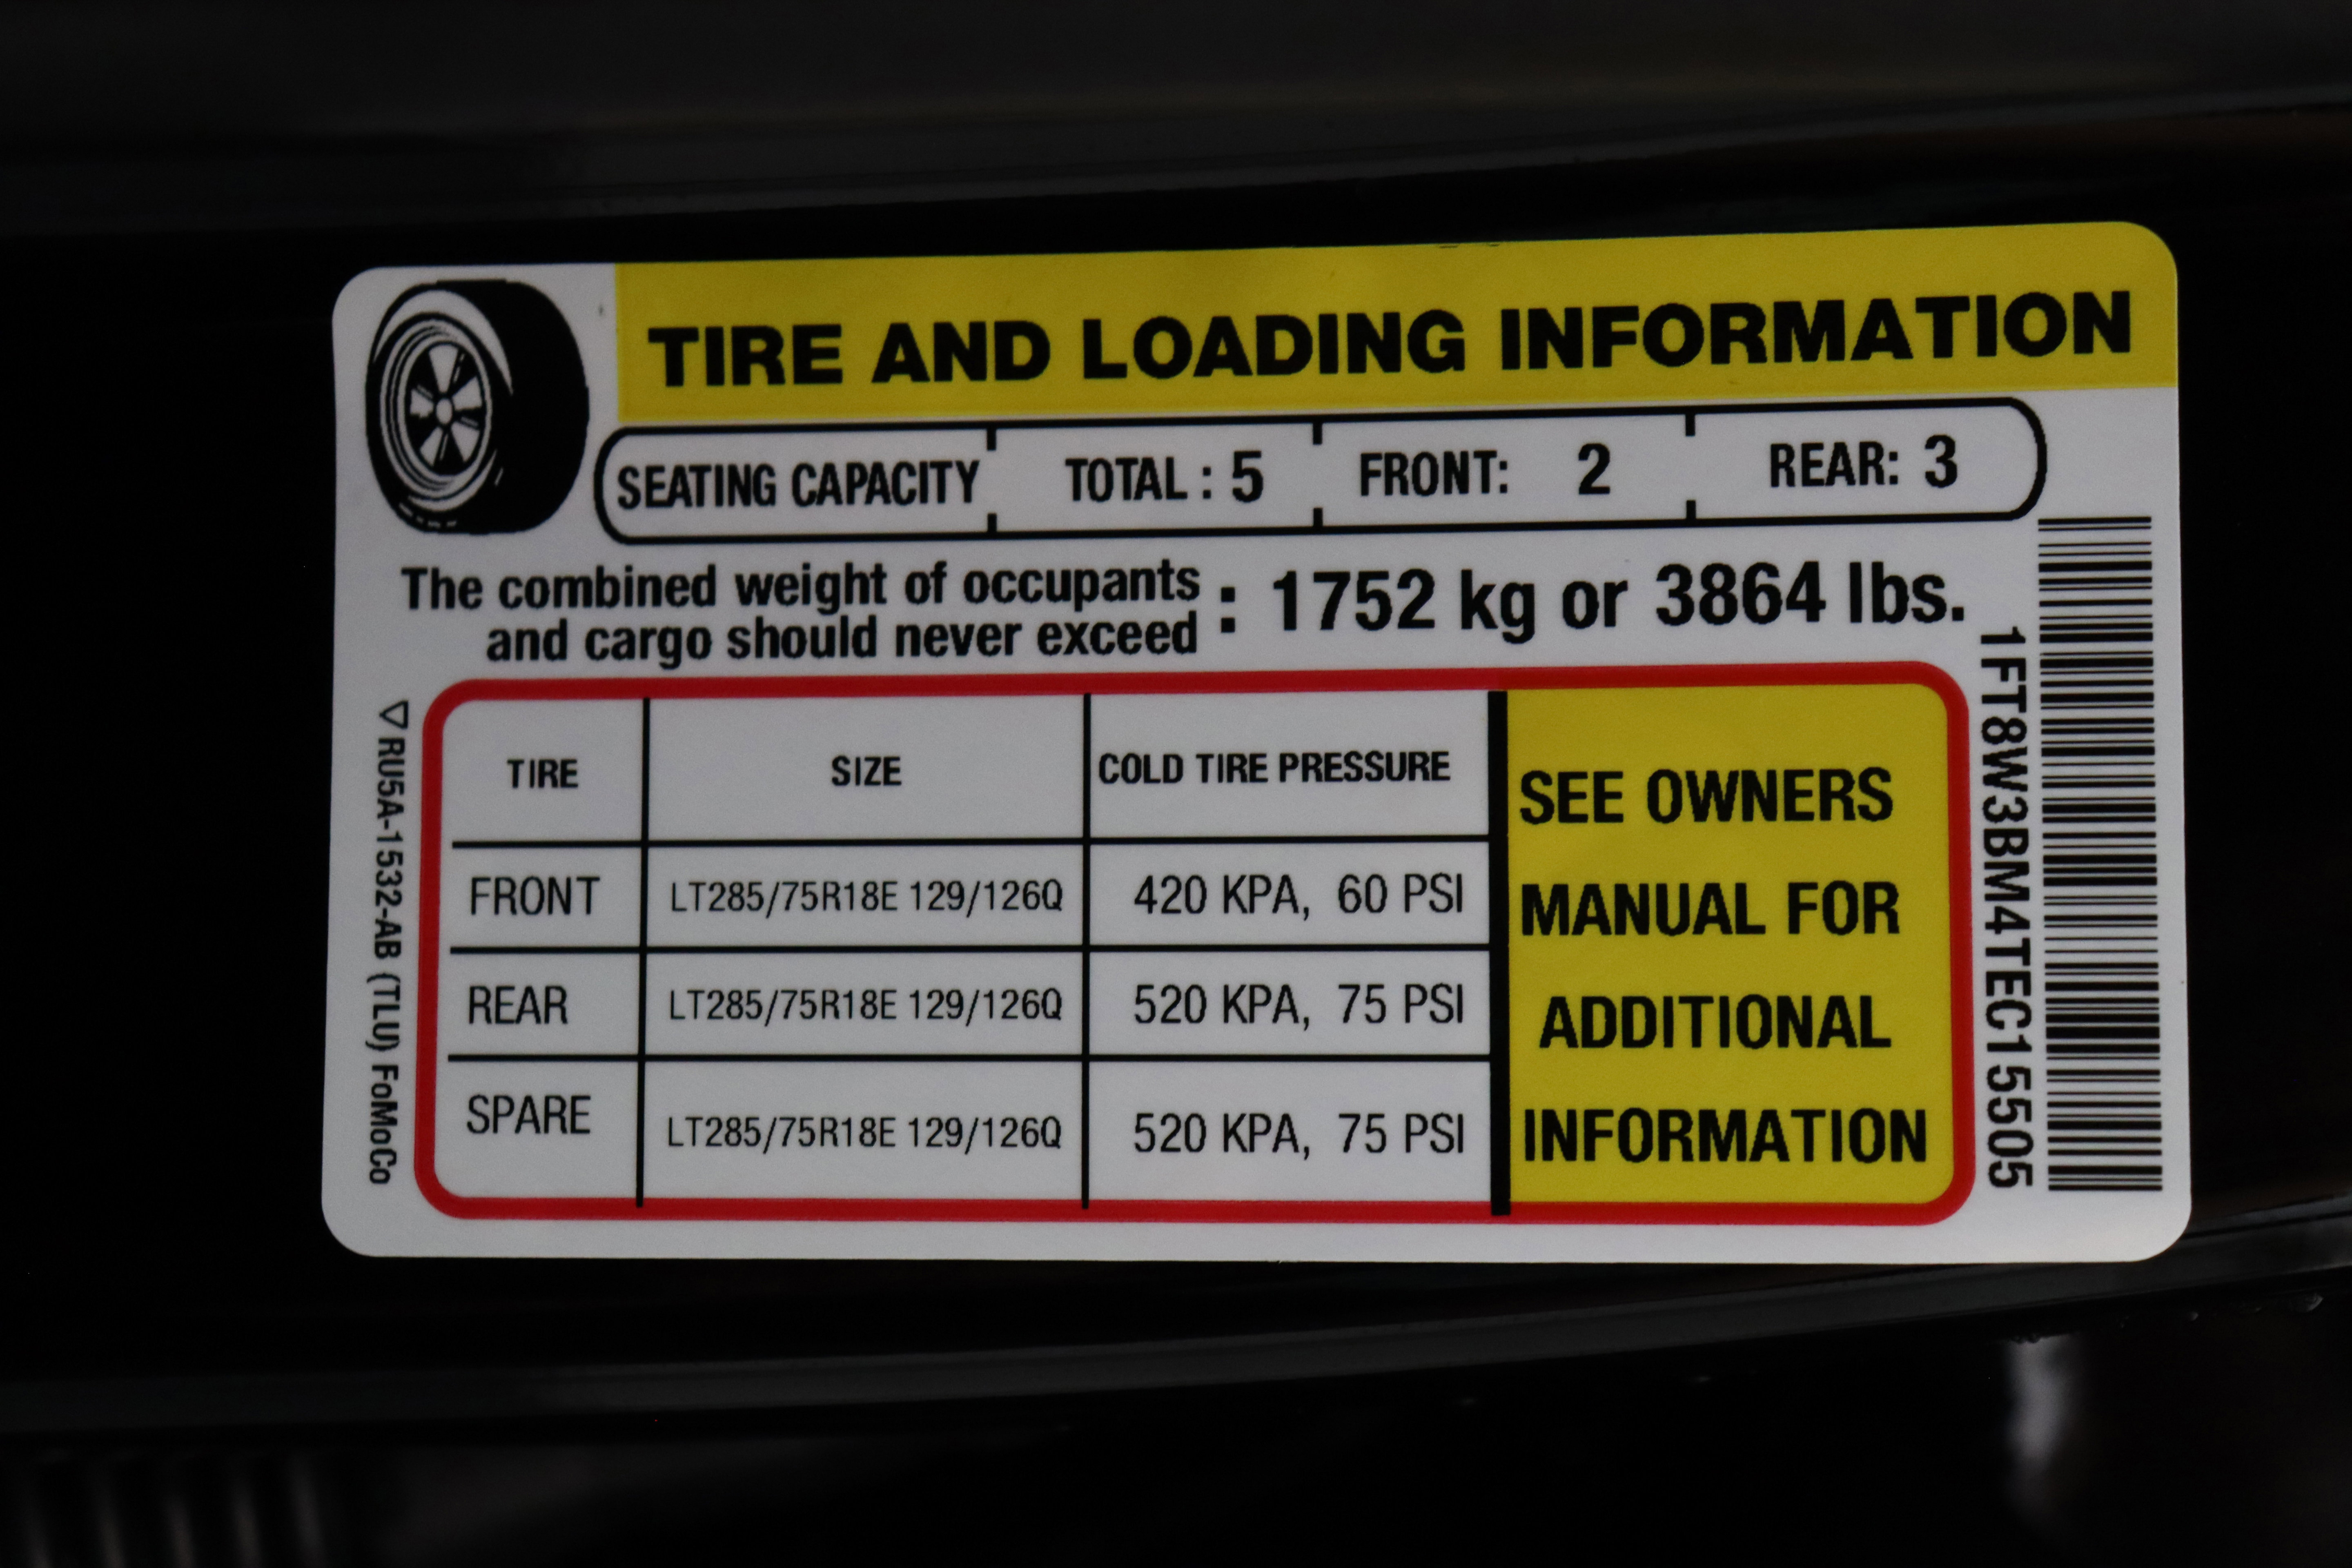 TIRE AND LOADING INFORMATION
SEATING CAPACITY TOTAL : 5 FRONT: 2 REAR: 3
The combined weight of occupants
and cargo should never exceed : 1752 kg or 3864 lbs.
TIRE SIZE COLD TIRE PRESSURE
FRONT LT285/75R18E 129/126Q 420 KPA, 60 PSI
REAR LT285/75R18E 129/126Q 520 KPA, 75 PSI
SPARE LT285/75R18E 129/126Q 520 KPA, 75 PSI
SEE OWNERS
MANUAL FOR
ADDITIONAL
INFORMATION
1FT8W3BM4TEC15505
▽ RU5A-1532-AB (TLU) FoMoCo